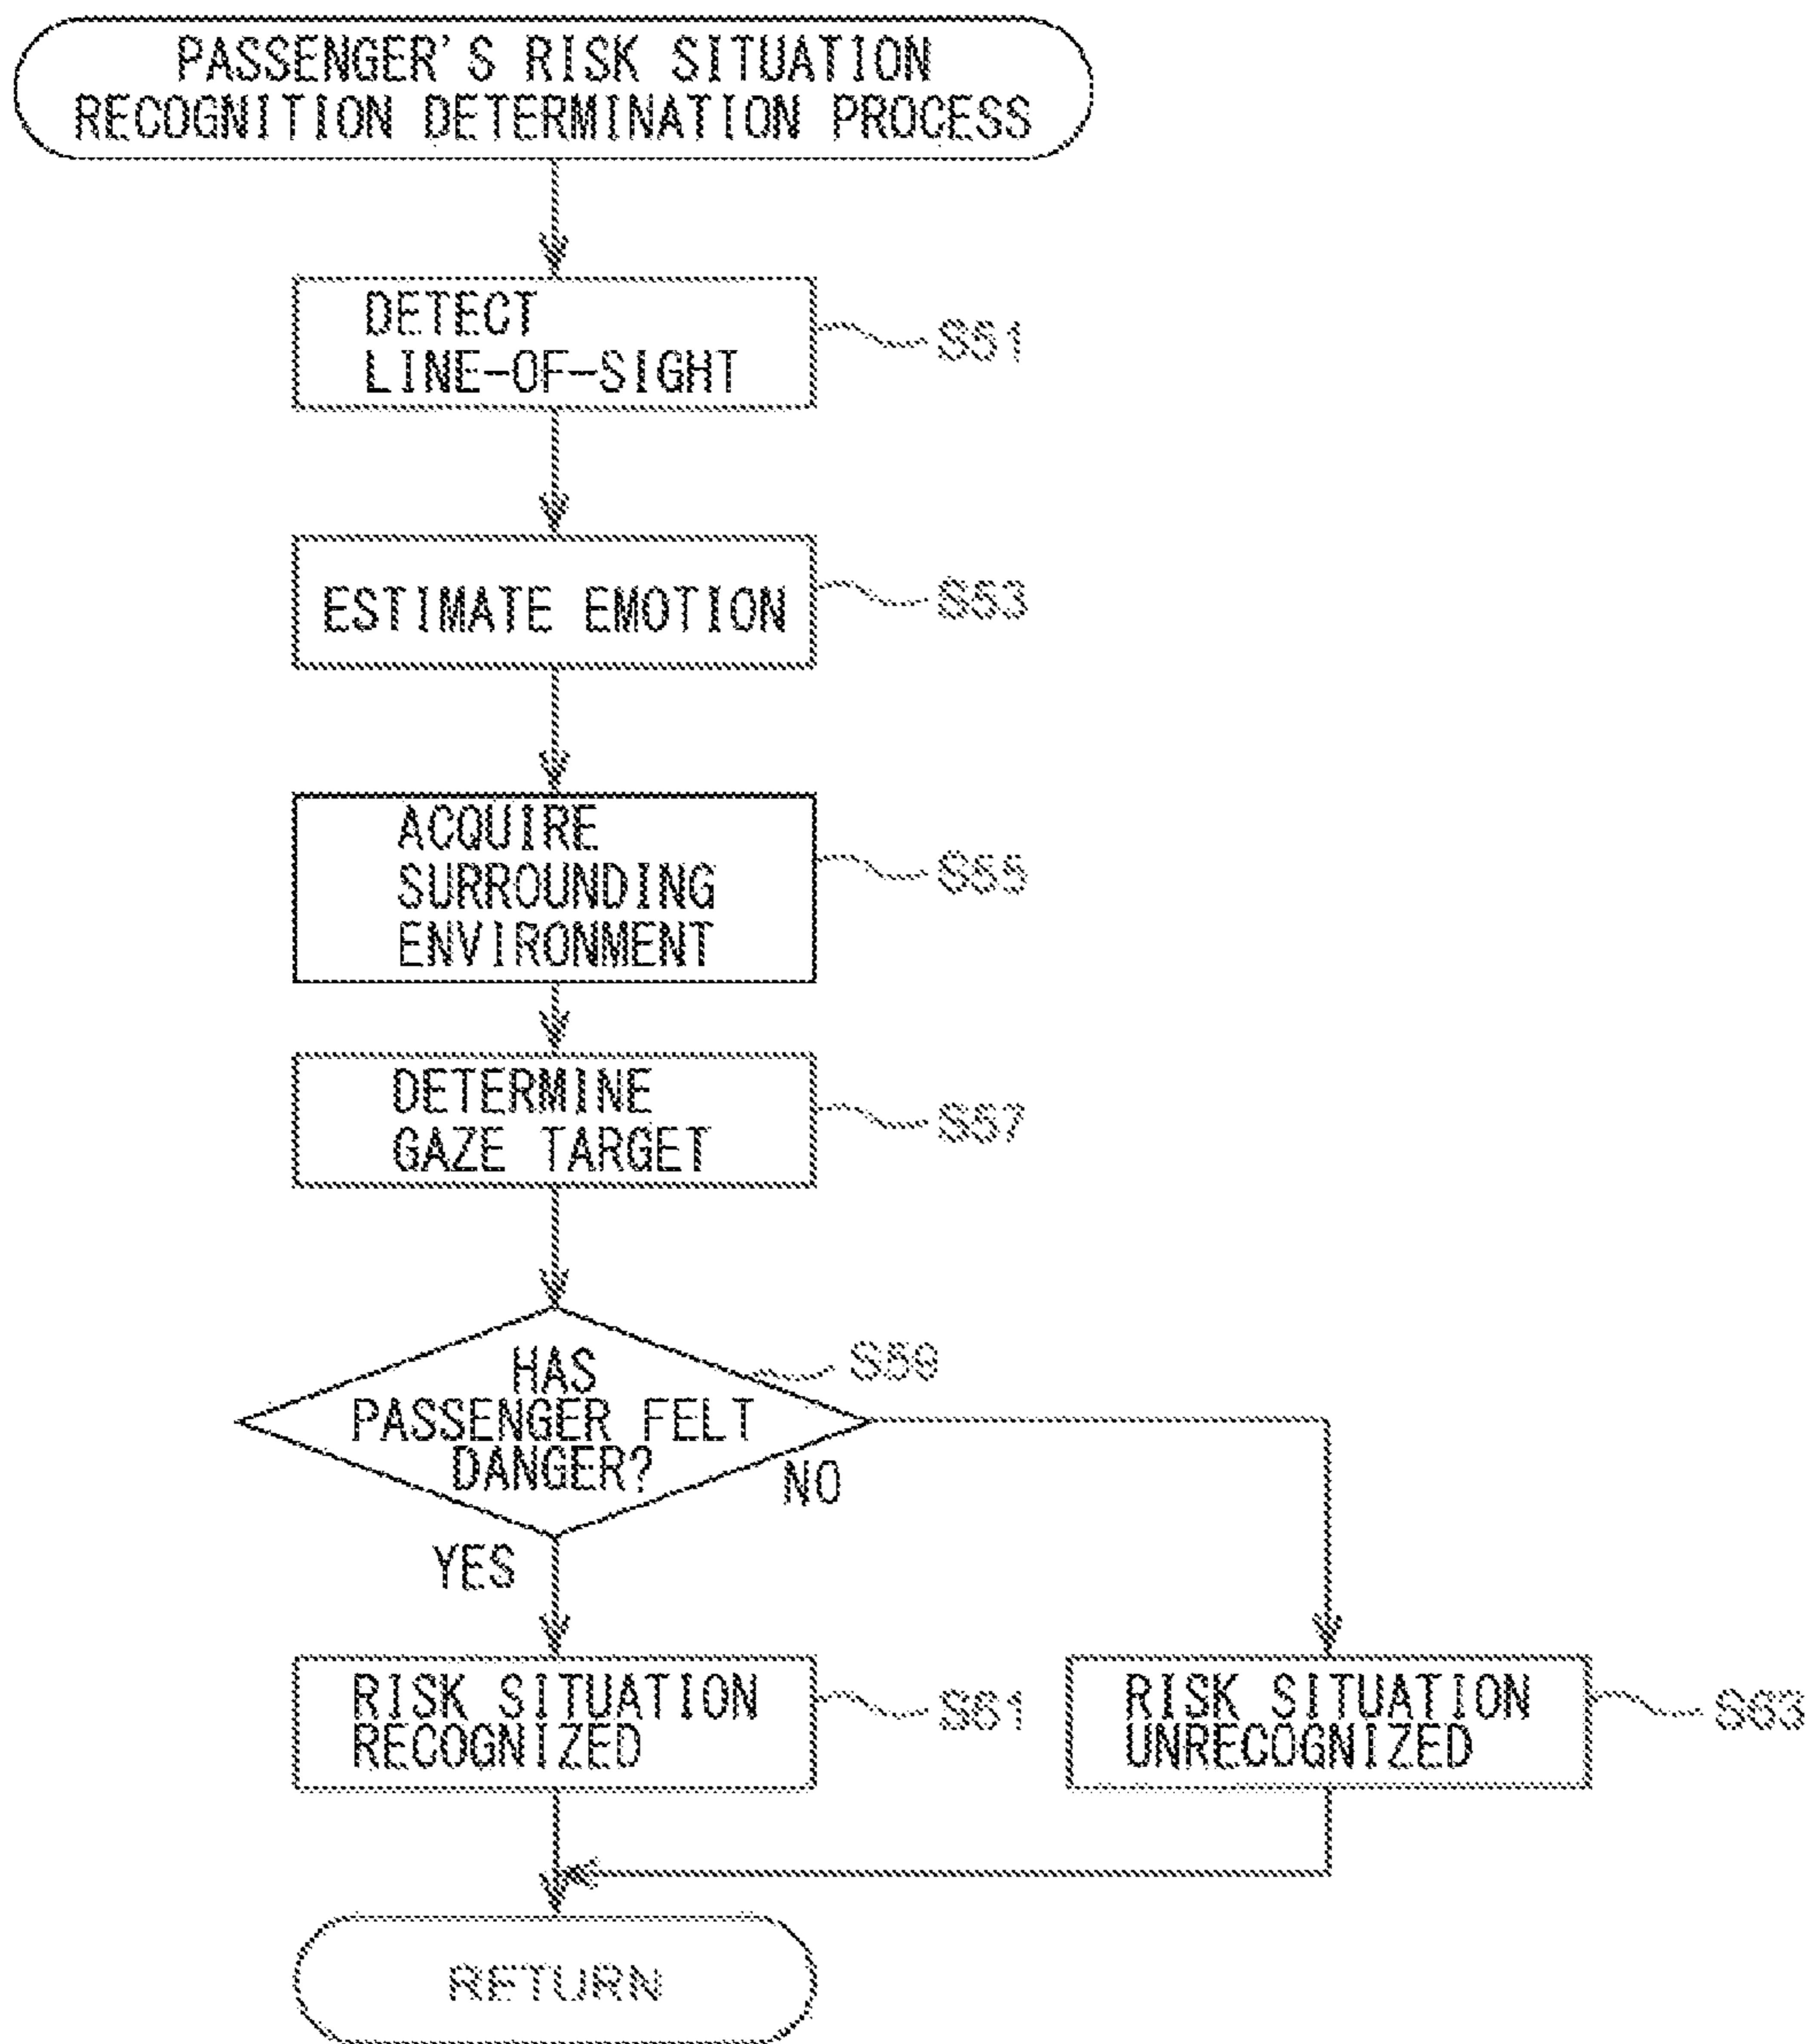 PASSENGER'S RISK SITUATION
RECOGNITION DETERMINATION PROCESS
DETECT
LINE-OF-SIGHT
S51
ESTIMATE EMOTION
S53
ACQUIRE
SURROUNDING
ENVIRONMENT
S55
DETERMINE
GAZE TARGET
S57
HAS
PASSENGER FELT
DANGER?
S59
NO
YES
RISK SITUATION
RECOGNIZED
S61
RISK SITUATION
UNRECOGNIZED
S63
RETURN